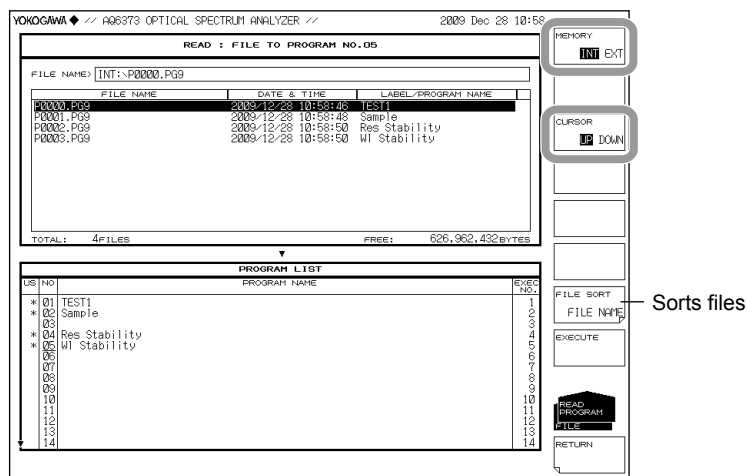 YOKOGAWA ◆ // AQ6373 OPTICAL SPECTRUM ANALYZER // 2009 Dec 28 10:58
READ : FILE TO PROGRAM NO.05
FILE NAME> INT:\P0000.PG9
FILE NAME DATE & TIME LABEL/PROGRAM NAME
P0000.PG9 2009/12/28 10:58:46 TEST1
P0001.PG9 2009/12/28 10:58:48 Sample
P0002.PG9 2009/12/28 10:58:50 Res Stability
P0003.PG9 2009/12/28 10:58:50 Wl Stability
TOTAL: 4FILES FREE: 626,962,432BYTES
▼
PROGRAM LIST
US NO PROGRAM NAME EXEC NO.
* 01 TEST1 1
* 02 Sample 2
03 3
* 04 Res Stability 4
* 05 Wl Stability 5
06 6
07 7
08 8
09 9
10 10
11 11
12 12
13 13
14 14
MEMORY
INT EXT
CURSOR
UP DOWN
FILE SORT
FILE NAME
Sorts files
EXECUTE
READ
PROGRAM
FILE
RETURN